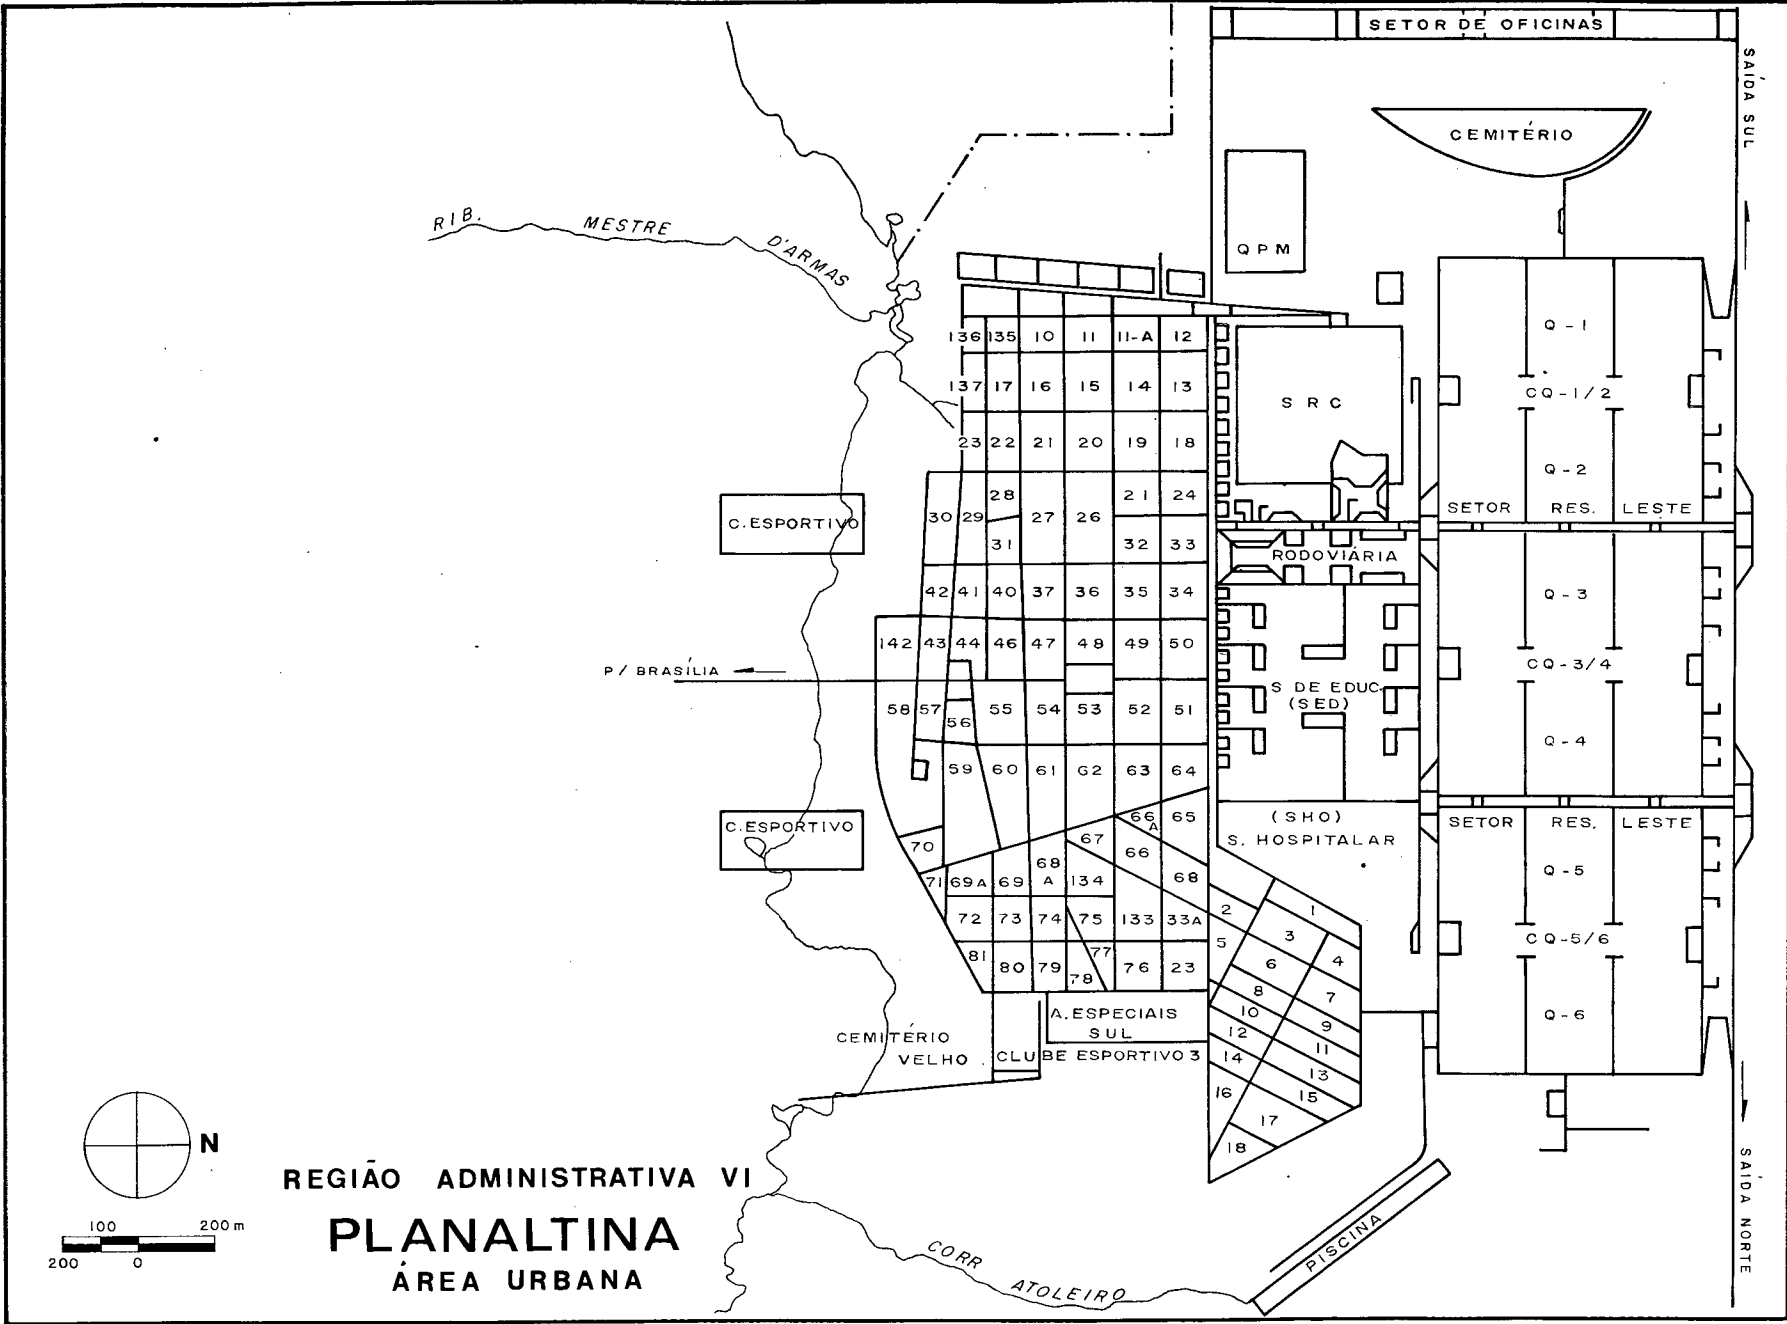 SETOR DE OFICINAS
SAÍDA SUL
CEMITÉRIO
RIB. MESTRE D'ARMAS
QPM
136 135 10 11 11-A 12
137 17 16 15 14 13
SRC
23 22 21 20 19 18
Q-1
CQ-1/2
Q-2
SETOR RES. LESTE
28 21 24
30 29 27 26
31 32 33
C. ESPORTIVO
RODOVIÁRIA
42 41 40 37 36 35 34
142 43 44 46 47 48 49 50
P/ BRASÍLIA
S DE EDUC.
(SED)
Q-3
CQ-3/4
Q-4
58 57 56 55 54 53 52 51
59 60 61 G2 63 64
C. ESPORTIVO
(SHO)
S. HOSPITALAR
SETOR RES. LESTE
Q-5
CQ-5/6
Q-6
66 A 65
70 67 66
71 69A 69 68 A 134 68
72 73 74 75 133 33A
81 80 79 78 77 76 23
2 1
5 3 4
6 7
8 9
10 11
12 13
14 15
16 17
18
A. ESPECIAIS
SUL
CEMITÉRIO
VELHO
CLUBE ESPORTIVO 3
N
100 200 m
200 0
REGIÃO ADMINISTRATIVA VI
PLANALTINA
ÁREA URBANA
CORR ATOLEIRO
PISCINA
SAÍDA NORTE